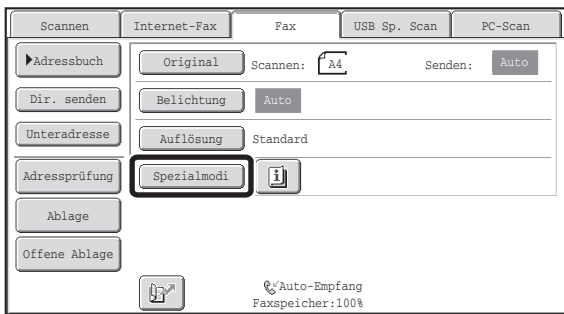 Scannen Internet-Fax Fax USB Sp. Scan PC-Scan
Adressbuch Original Scannen: A4 Senden: Auto
Dir. senden Belichtung Auto
Unteradresse Auflösung Standard
Adressprüfung Spezialmodi
Ablage
Offene Ablage
Auto-Empfang
Faxspeicher:100%